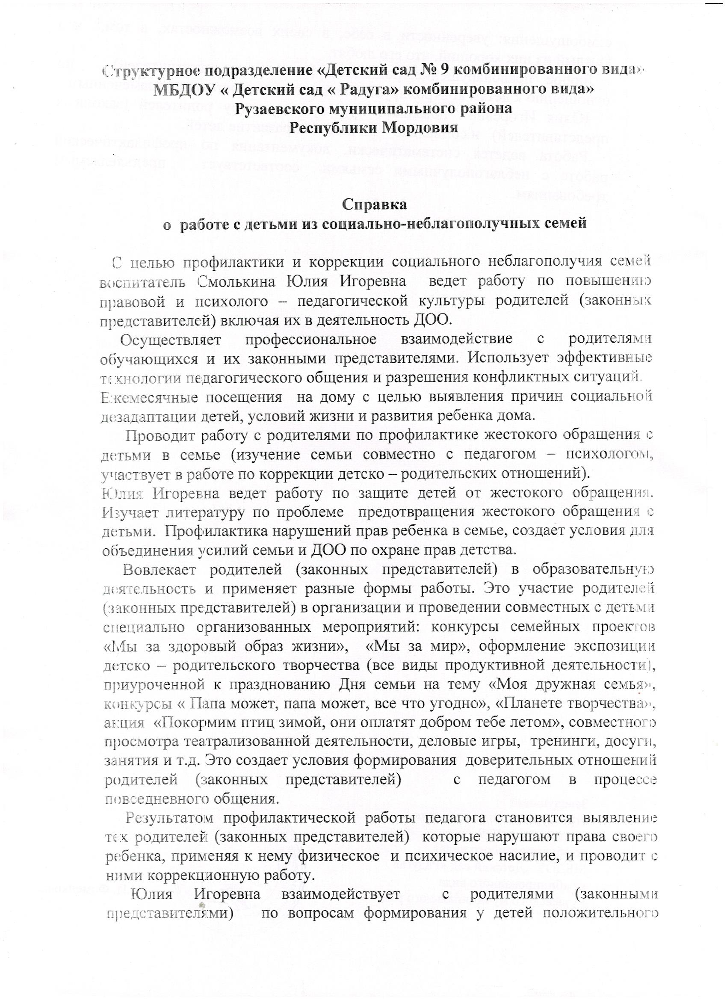 Структурное подразделение «Детский сад № 9 комбинированного вида»
МБДОУ « Детский сад « Радуга» комбинированного вида»
Рузаевского муниципального района
Республики Мордовия
Справка
о работе с детьми из социально-неблагополучных семей
С целью профилактики и коррекции социального неблагополучия семей
воспитатель Смолькина Юлия Игоревна ведет работу по повышению
правовой и психолого – педагогической культуры родителей (законных
представителей) включая их в деятельность ДОО.
Осуществляет профессиональное взаимодействие с родителями
обучающихся и их законными представителями. Использует эффективные
технологии педагогического общения и разрешения конфликтных ситуаций.
Ежемесячные посещения на дому с целью выявления причин социальной
дезадаптации детей, условий жизни и развития ребенка дома.
Проводит работу с родителями по профилактике жестокого обращения с
детьми в семье (изучение семьи совместно с педагогом – психологом,
участвует в работе по коррекции детско – родительских отношений).
Юлия Игоревна ведет работу по защите детей от жестокого обращения.
Изучает литературу по проблеме предотвращения жестокого обращения с
детьми. Профилактика нарушений прав ребенка в семье, создает условия для
объединения усилий семьи и ДОО по охране прав детства.
Вовлекает родителей (законных представителей) в образовательную
деятельность и применяет разные формы работы. Это участие родителей
(законных представителей) в организации и проведении совместных с детьми
специально организованных мероприятий: конкурсы семейных проектов
«Мы за здоровый образ жизни», «Мы за мир», оформление экспозиции
детско – родительского творчества (все виды продуктивной деятельности),
приуроченной к празднованию Дня семьи на тему «Моя дружная семья»,
конкурсы « Папа может, папа может, все что угодно», «Планете творчества»,
акция «Покормим птиц зимой, они оплатят добром тебе летом», совместного
просмотра театрализованной деятельности, деловые игры, тренинги, досуги,
занятия и т.д. Это создает условия формирования доверительных отношений
родителей (законных представителей) с педагогом в процессе
повседневного общения.
Результатом профилактической работы педагога становится выявление
тех родителей (законных представителей) которые нарушают права своего
ребенка, применяя к нему физическое и психическое насилие, и проводит с
ними коррекционную работу.
Юлия Игоревна взаимодействует с родителями (законными
представителями) по вопросам формирования у детей положительного